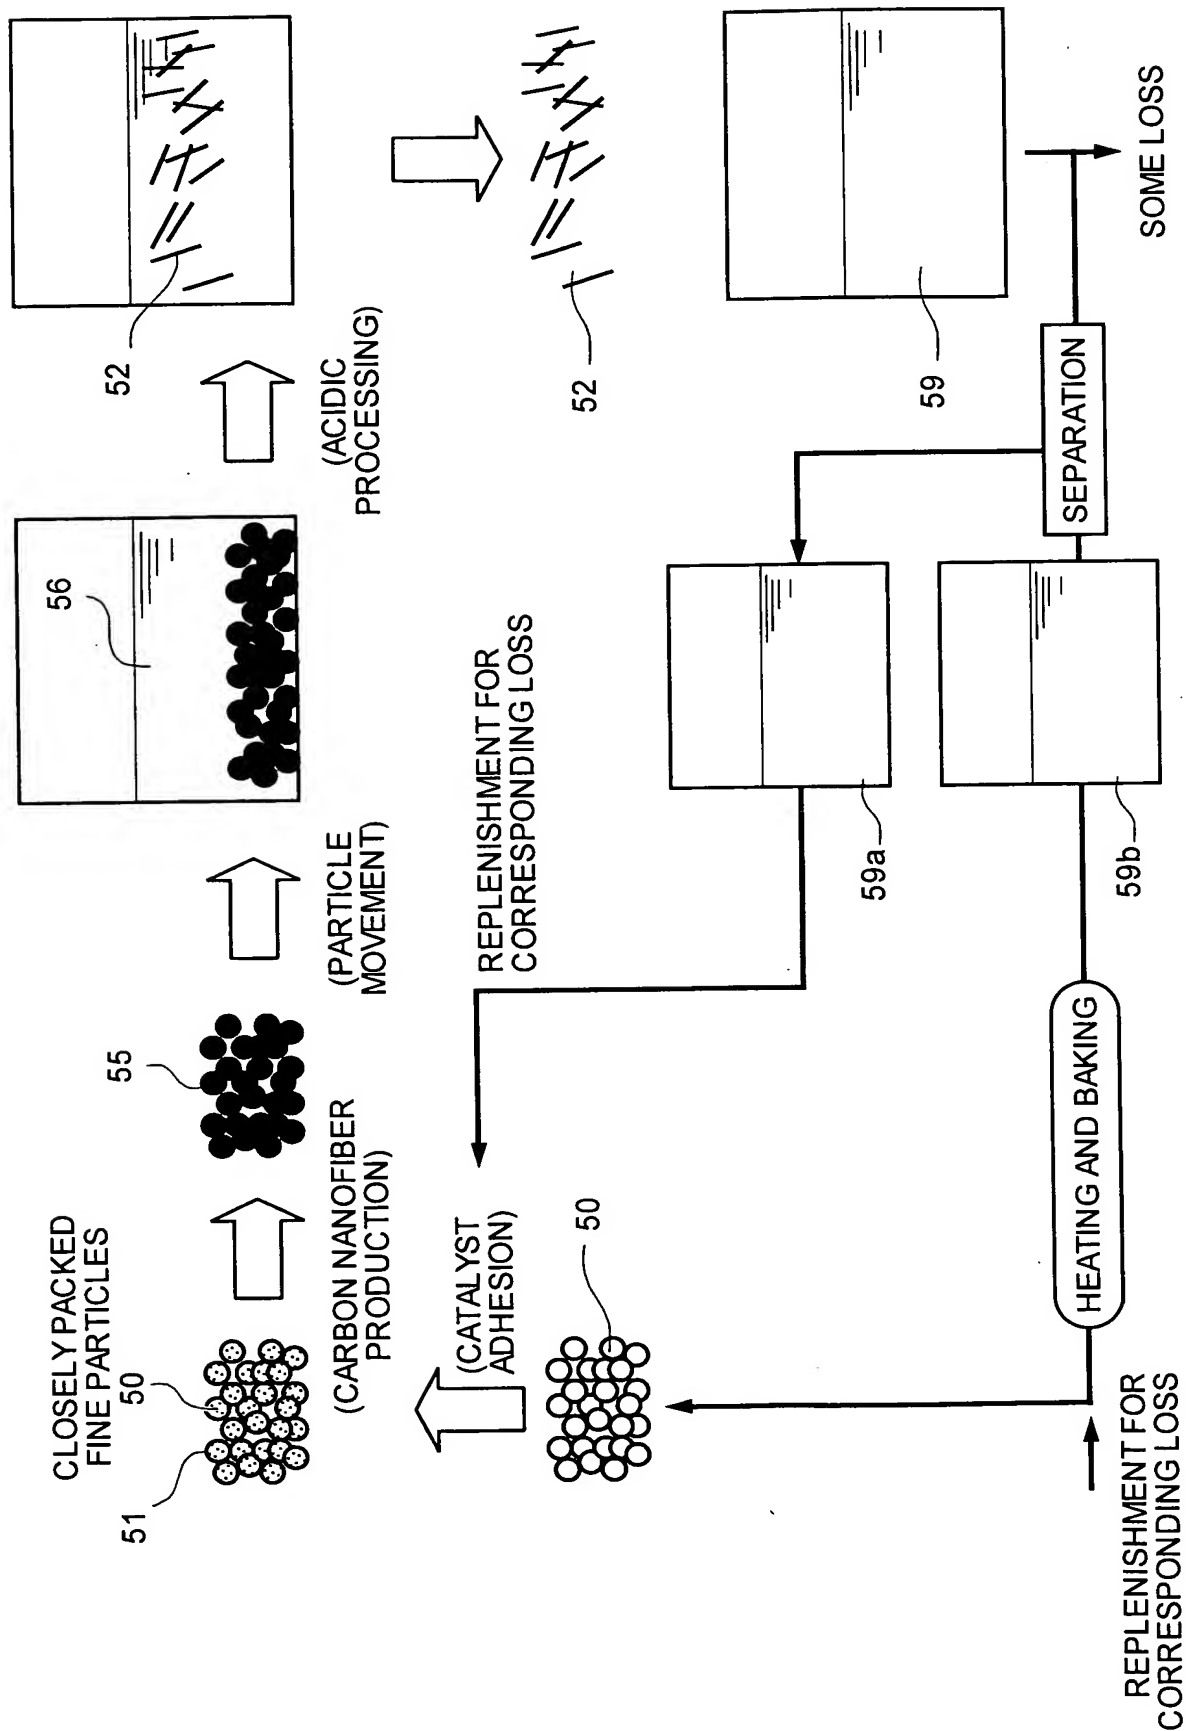 CLOSELY PACKED
FINE PARTICLES
51
50
55
56
52
(CARBON NANOFIBER
PRODUCTION)
(PARTICLE
MOVEMENT)
(ACIDIC
PROCESSING)
(CATALYST
ADHESION)
REPLENISHMENT FOR
CORRESPONDING LOSS
50
52
59a
59
59b
HEATING AND BAKING
SEPARATION
SOME LOSS
REPLENISHMENT FOR
CORRESPONDING LOSS